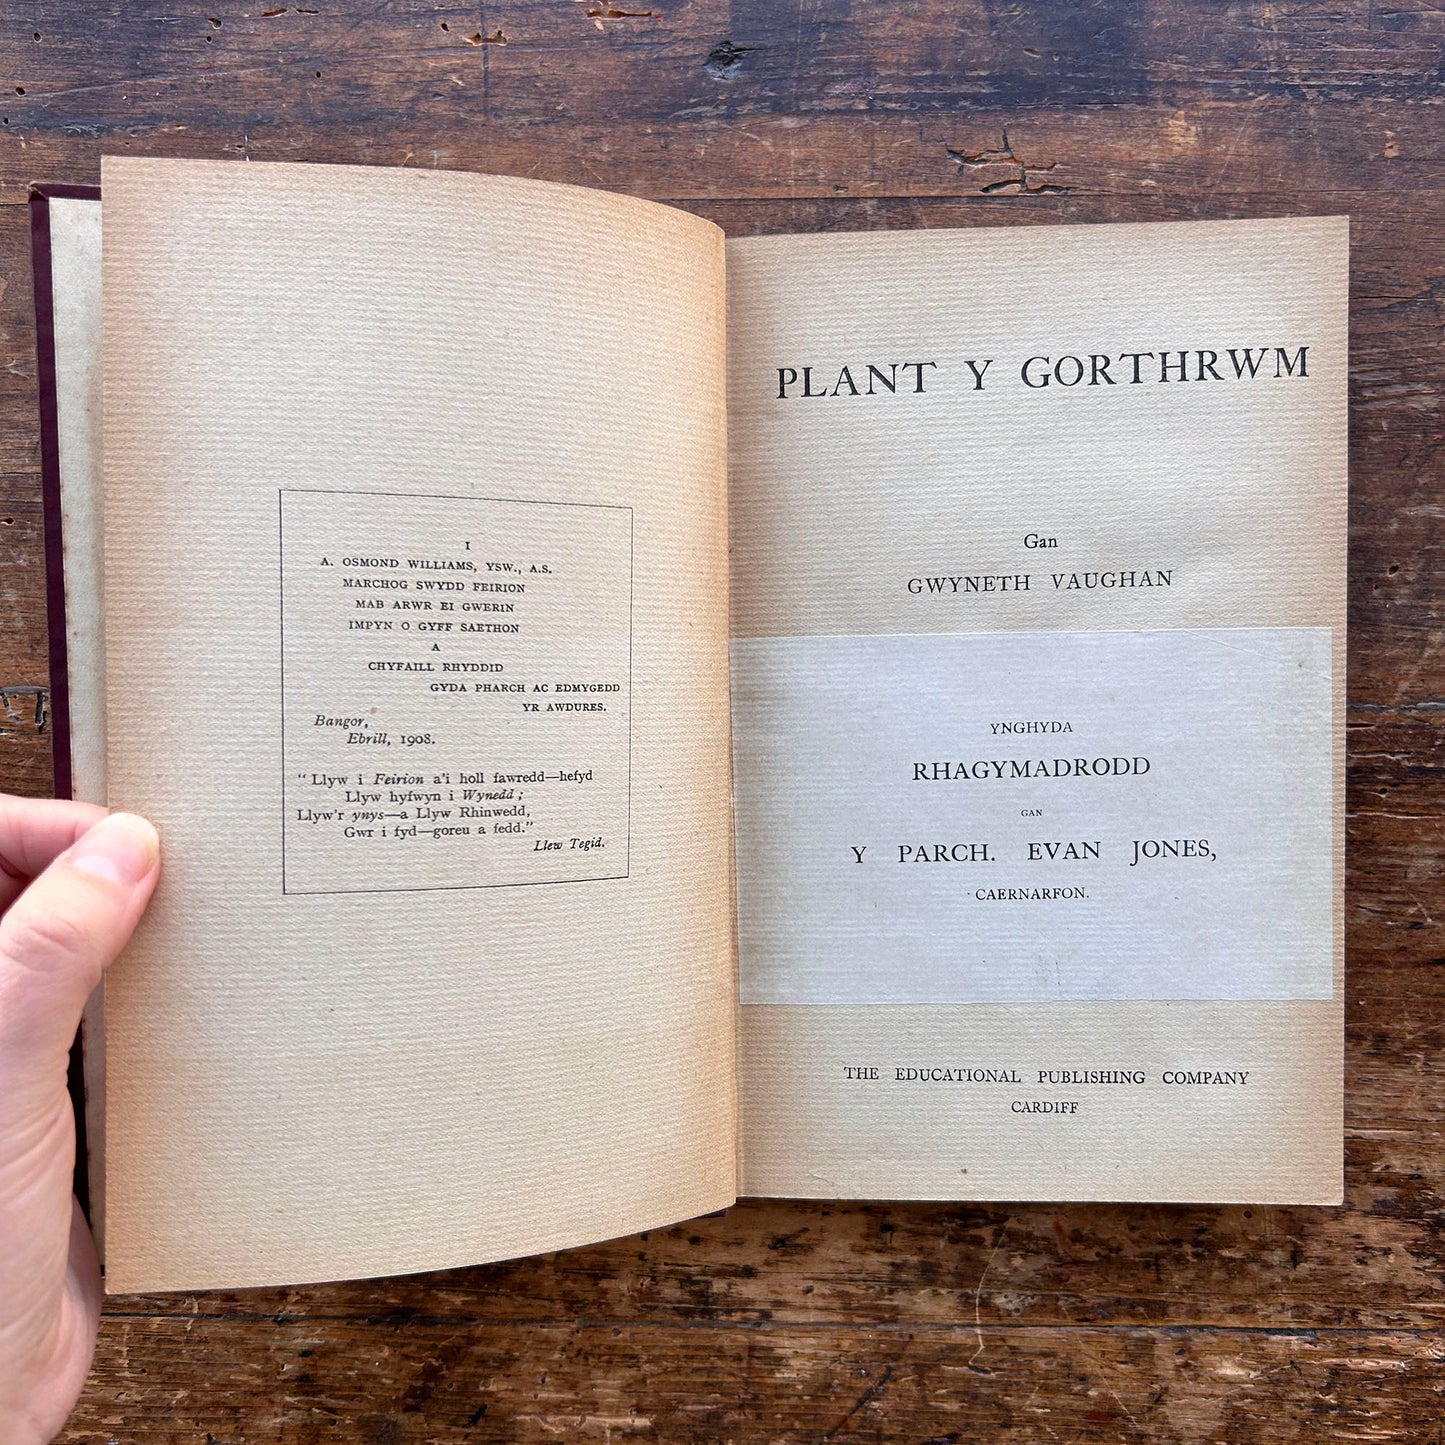 I
A. OSMOND WILLIAMS, YSW., A.S.
MARCHOG SWYDD FEIRION
MAB ARWR EI GWERIN
IMPYN O GYFF SAETHON
A
CHYFAILL RHYDDID
GYDA PHARCH AC EDMYGEDD
YR AWDURES.
Bangor,
Ebrill, 1908.
“ Llyw i Feirion a'i holl fawredd—hefyd
Llyw hyfwyn i Wynedd ;
Llyw'r ynys—a Llyw Rhinwedd,
Gwr i fyd—goreu a fedd.”
Llew Tegid.
PLANT Y GORTHRWM
Gan
GWYNETH VAUGHAN
YNGHYDA
RHAGYMADRODD
GAN
Y PARCH. EVAN JONES,
CAERNARFON.
THE EDUCATIONAL PUBLISHING COMPANY
CARDIFF